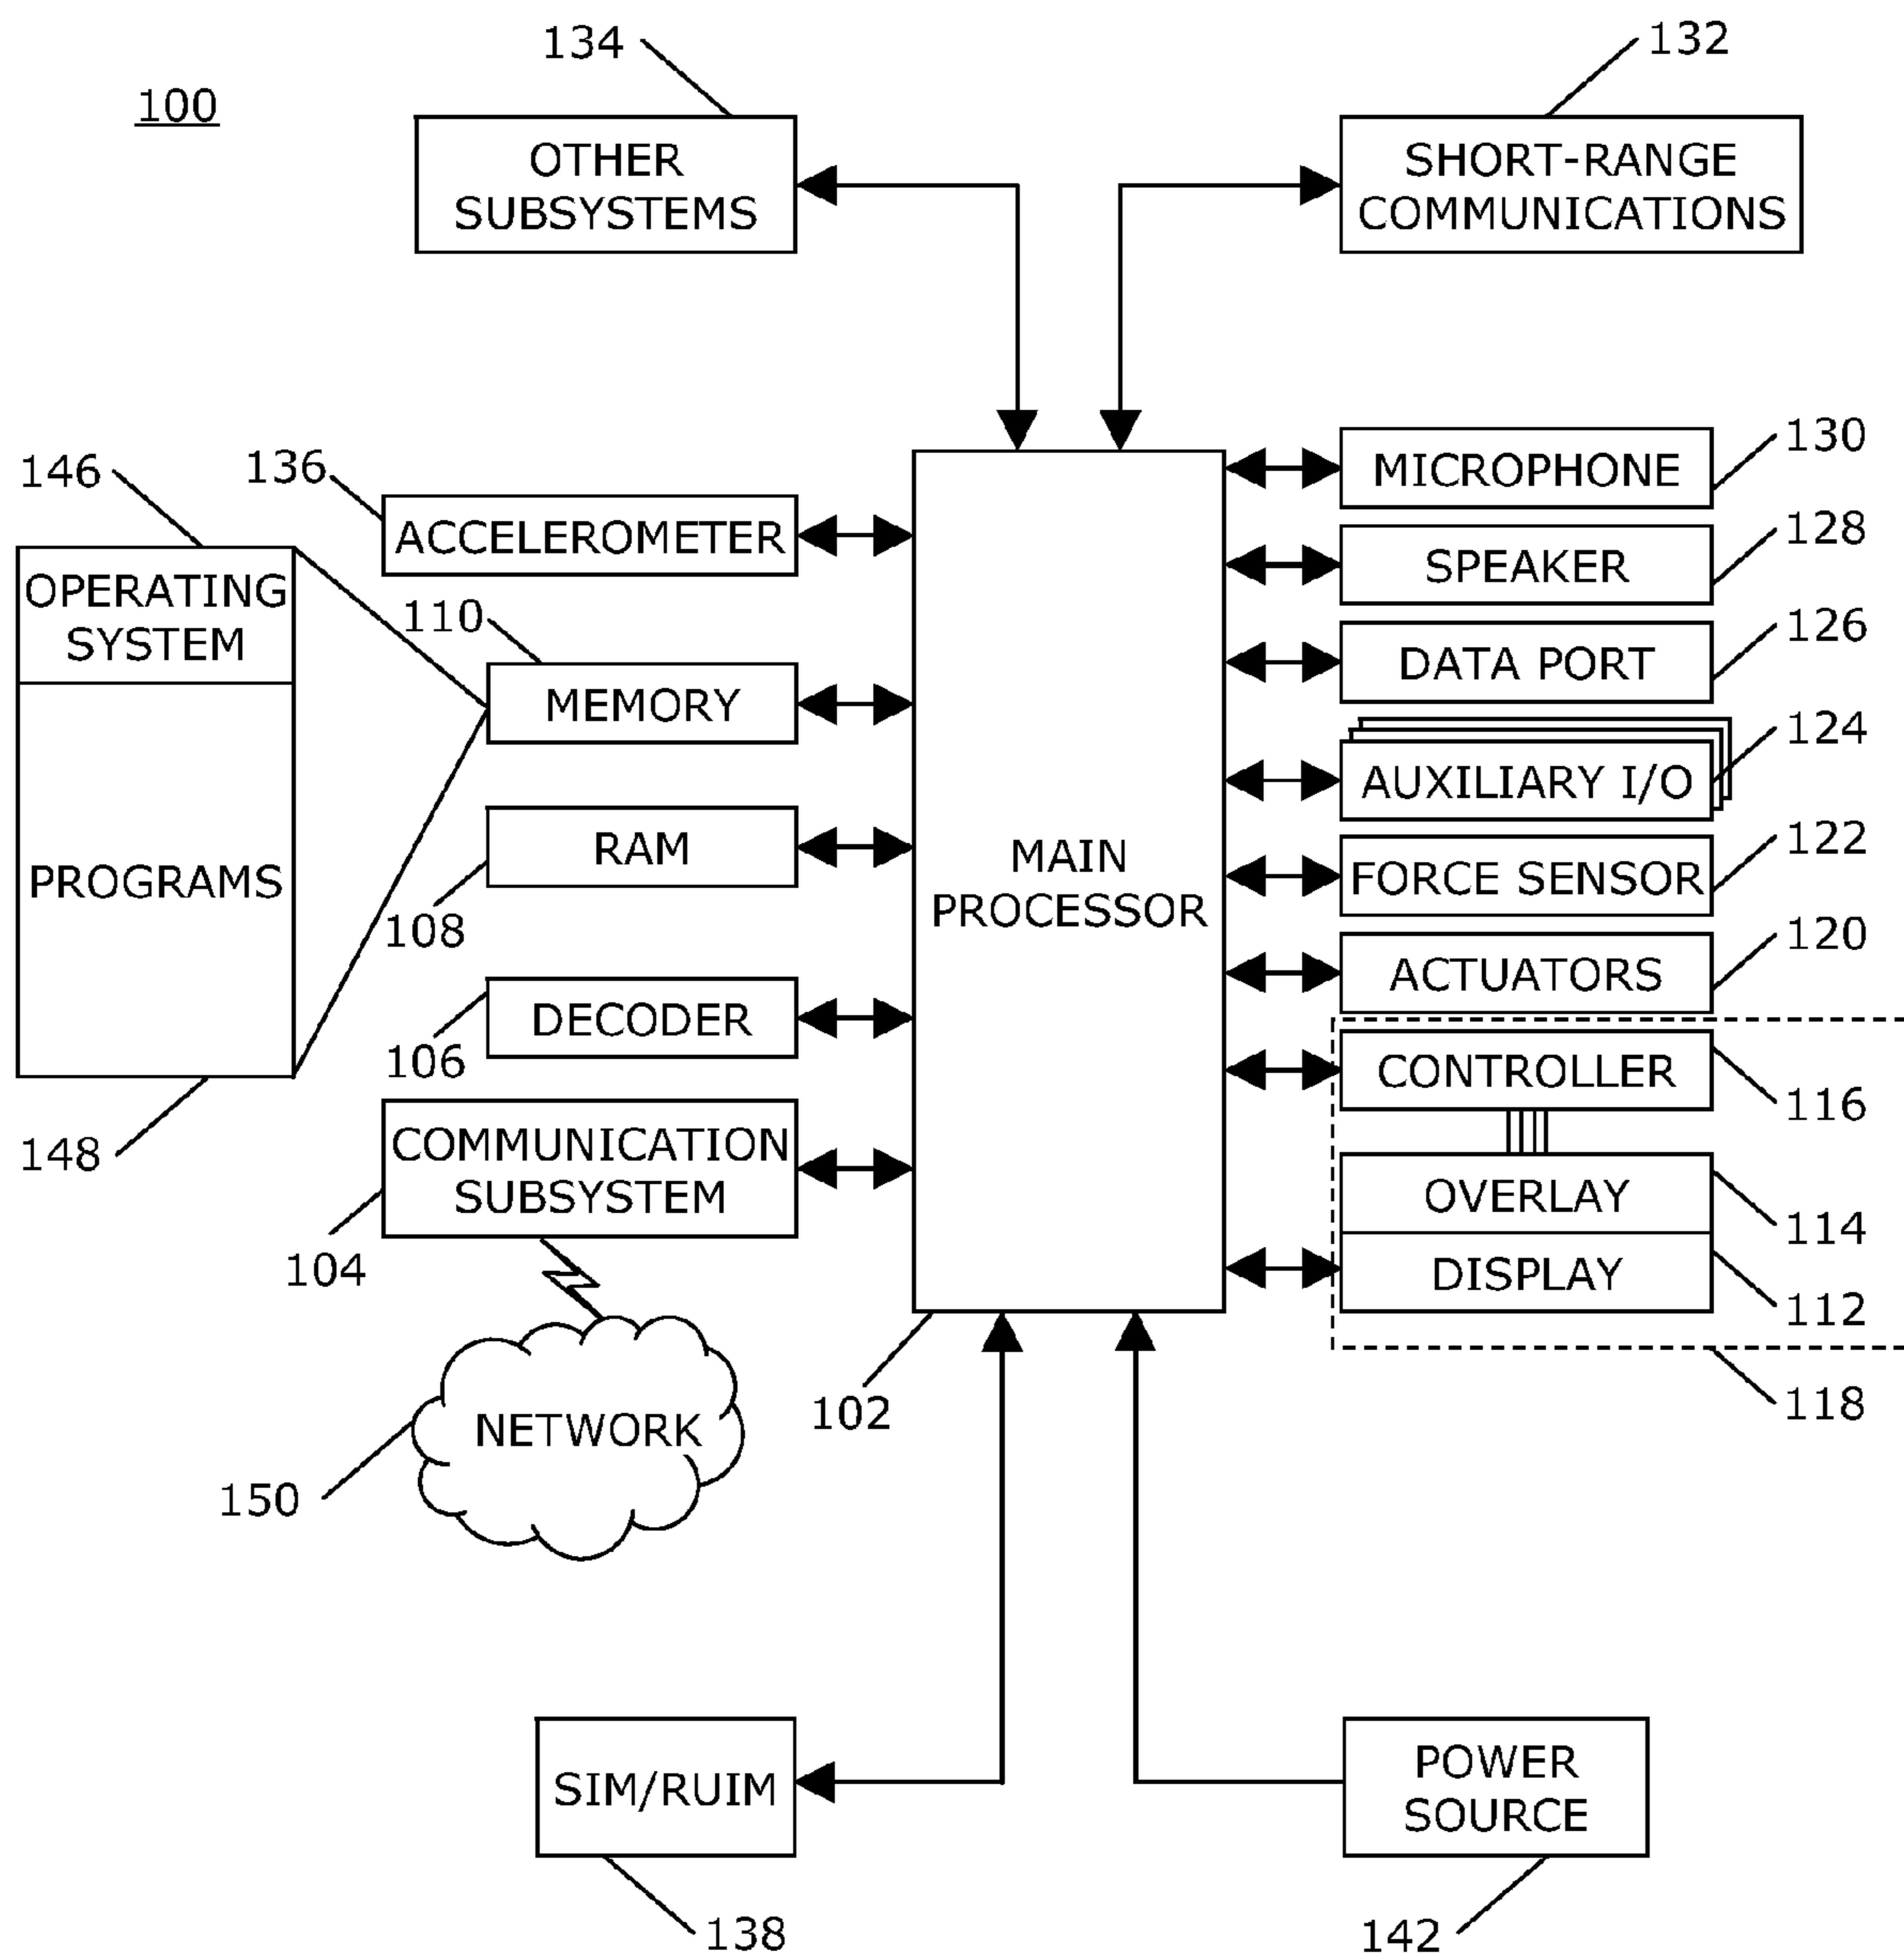 134
132
100
OTHER
SUBSYSTEMS
SHORT-RANGE
COMMUNICATIONS
146
136
ACCELEROMETER
110
OPERATING
SYSTEM
MEMORY
PROGRAMS
RAM
108
DECODER
106
148
COMMUNICATION
SUBSYSTEM
104
NETWORK
150
MAIN
PROCESSOR
102
MICROPHONE
130
SPEAKER
128
DATA PORT
126
AUXILIARY I/O
124
FORCE SENSOR
122
ACTUATORS
120
CONTROLLER
116
OVERLAY
114
DISPLAY
112
118
SIM/RUIM
138
POWER
SOURCE
142